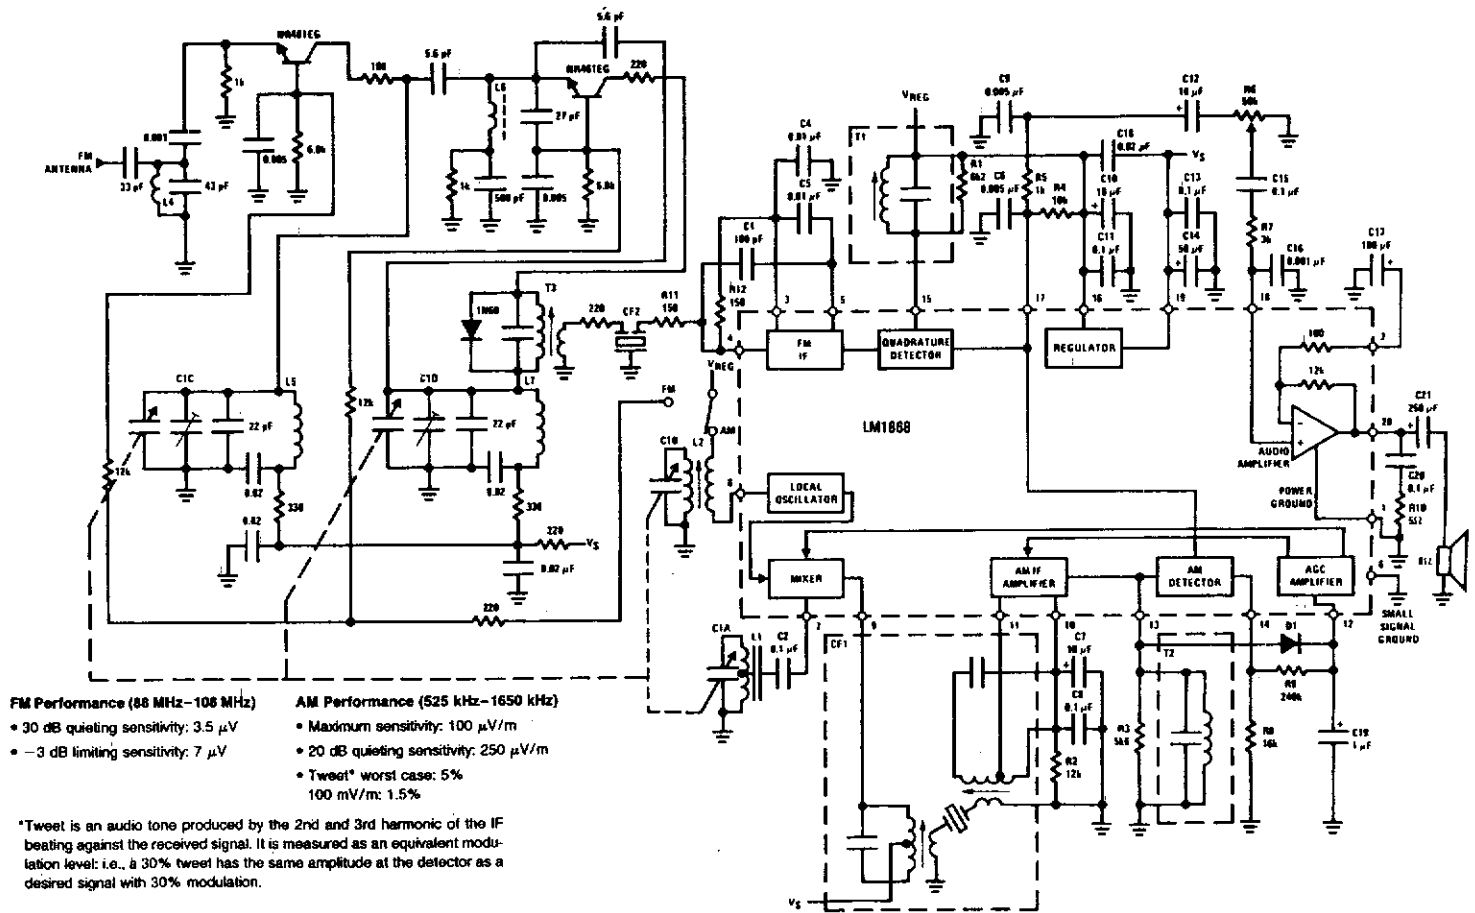 5.6 pF
NR461EG
1k
10k
5.6 pF
NR461EG
220
L6
27 pF
0.001
FM
ANTENNA
33 pF
L4
43 pF
0.005
6.8k
1k
500 pF
0.005
6.8k
VREG
C9
0.005 µF
C12
10 µF
R6
50k
C4
0.01 µF
C5
0.01 µF
C1
100 pF
T1
R1
6k2
C6
0.005 µF
R5
1k
R4
10k
C18
0.02 µF
VS
C10
10 µF
C13
0.1 µF
C11
0.1 µF
C14
50 µF
C15
0.1 µF
R7
3k
C16
0.001 µF
C17
100 µF
T3
1N60
220
CF2
R11
150
R12
150
3
5
15
17
16
19
18
4
FM
IF
QUADRATURE
DETECTOR
REGULATOR
100
2
12k
C1C
L5
22 pF
0.02
330
12k
0.02
12k
C1D
L7
22 pF
0.02
330
220
VS
0.02 µF
220
FM
VREG
AM
C1B
L2
8
LM1868
LOCAL
OSCILLATOR
AUDIO
AMPLIFIER
POWER
GROUND
20
C21
250 µF
C20
0.1 µF
R10
5Ω
1
8Ω
MIXER
AM IF
AMPLIFIER
AM
DETECTOR
AGC
AMPLIFIER
6
SMALL
SIGNAL
GROUND
7
9
11
10
13
14
12
C1A
L1
C2
0.1 µF
CF1
C7
10 µF
C8
0.1 µF
R2
12k
R3
5k6
T2
D1
R9
240k
R8
16k
C19
1 µF
VS
FM Performance (88 MHz–108 MHz)
• 30 dB quieting sensitivity: 3.5 µV
• −3 dB limiting sensitivity: 7 µV
AM Performance (525 kHz–1650 kHz)
• Maximum sensitivity: 100 µV/m
• 20 dB quieting sensitivity: 250 µV/m
• Tweet* worst case: 5%
100 mV/m: 1.5%
*Tweet is an audio tone produced by the 2nd and 3rd harmonic of the IF
beating against the received signal. It is measured as an equivalent modu-
lation level: i.e., a 30% tweet has the same amplitude at the detector as a
desired signal with 30% modulation.